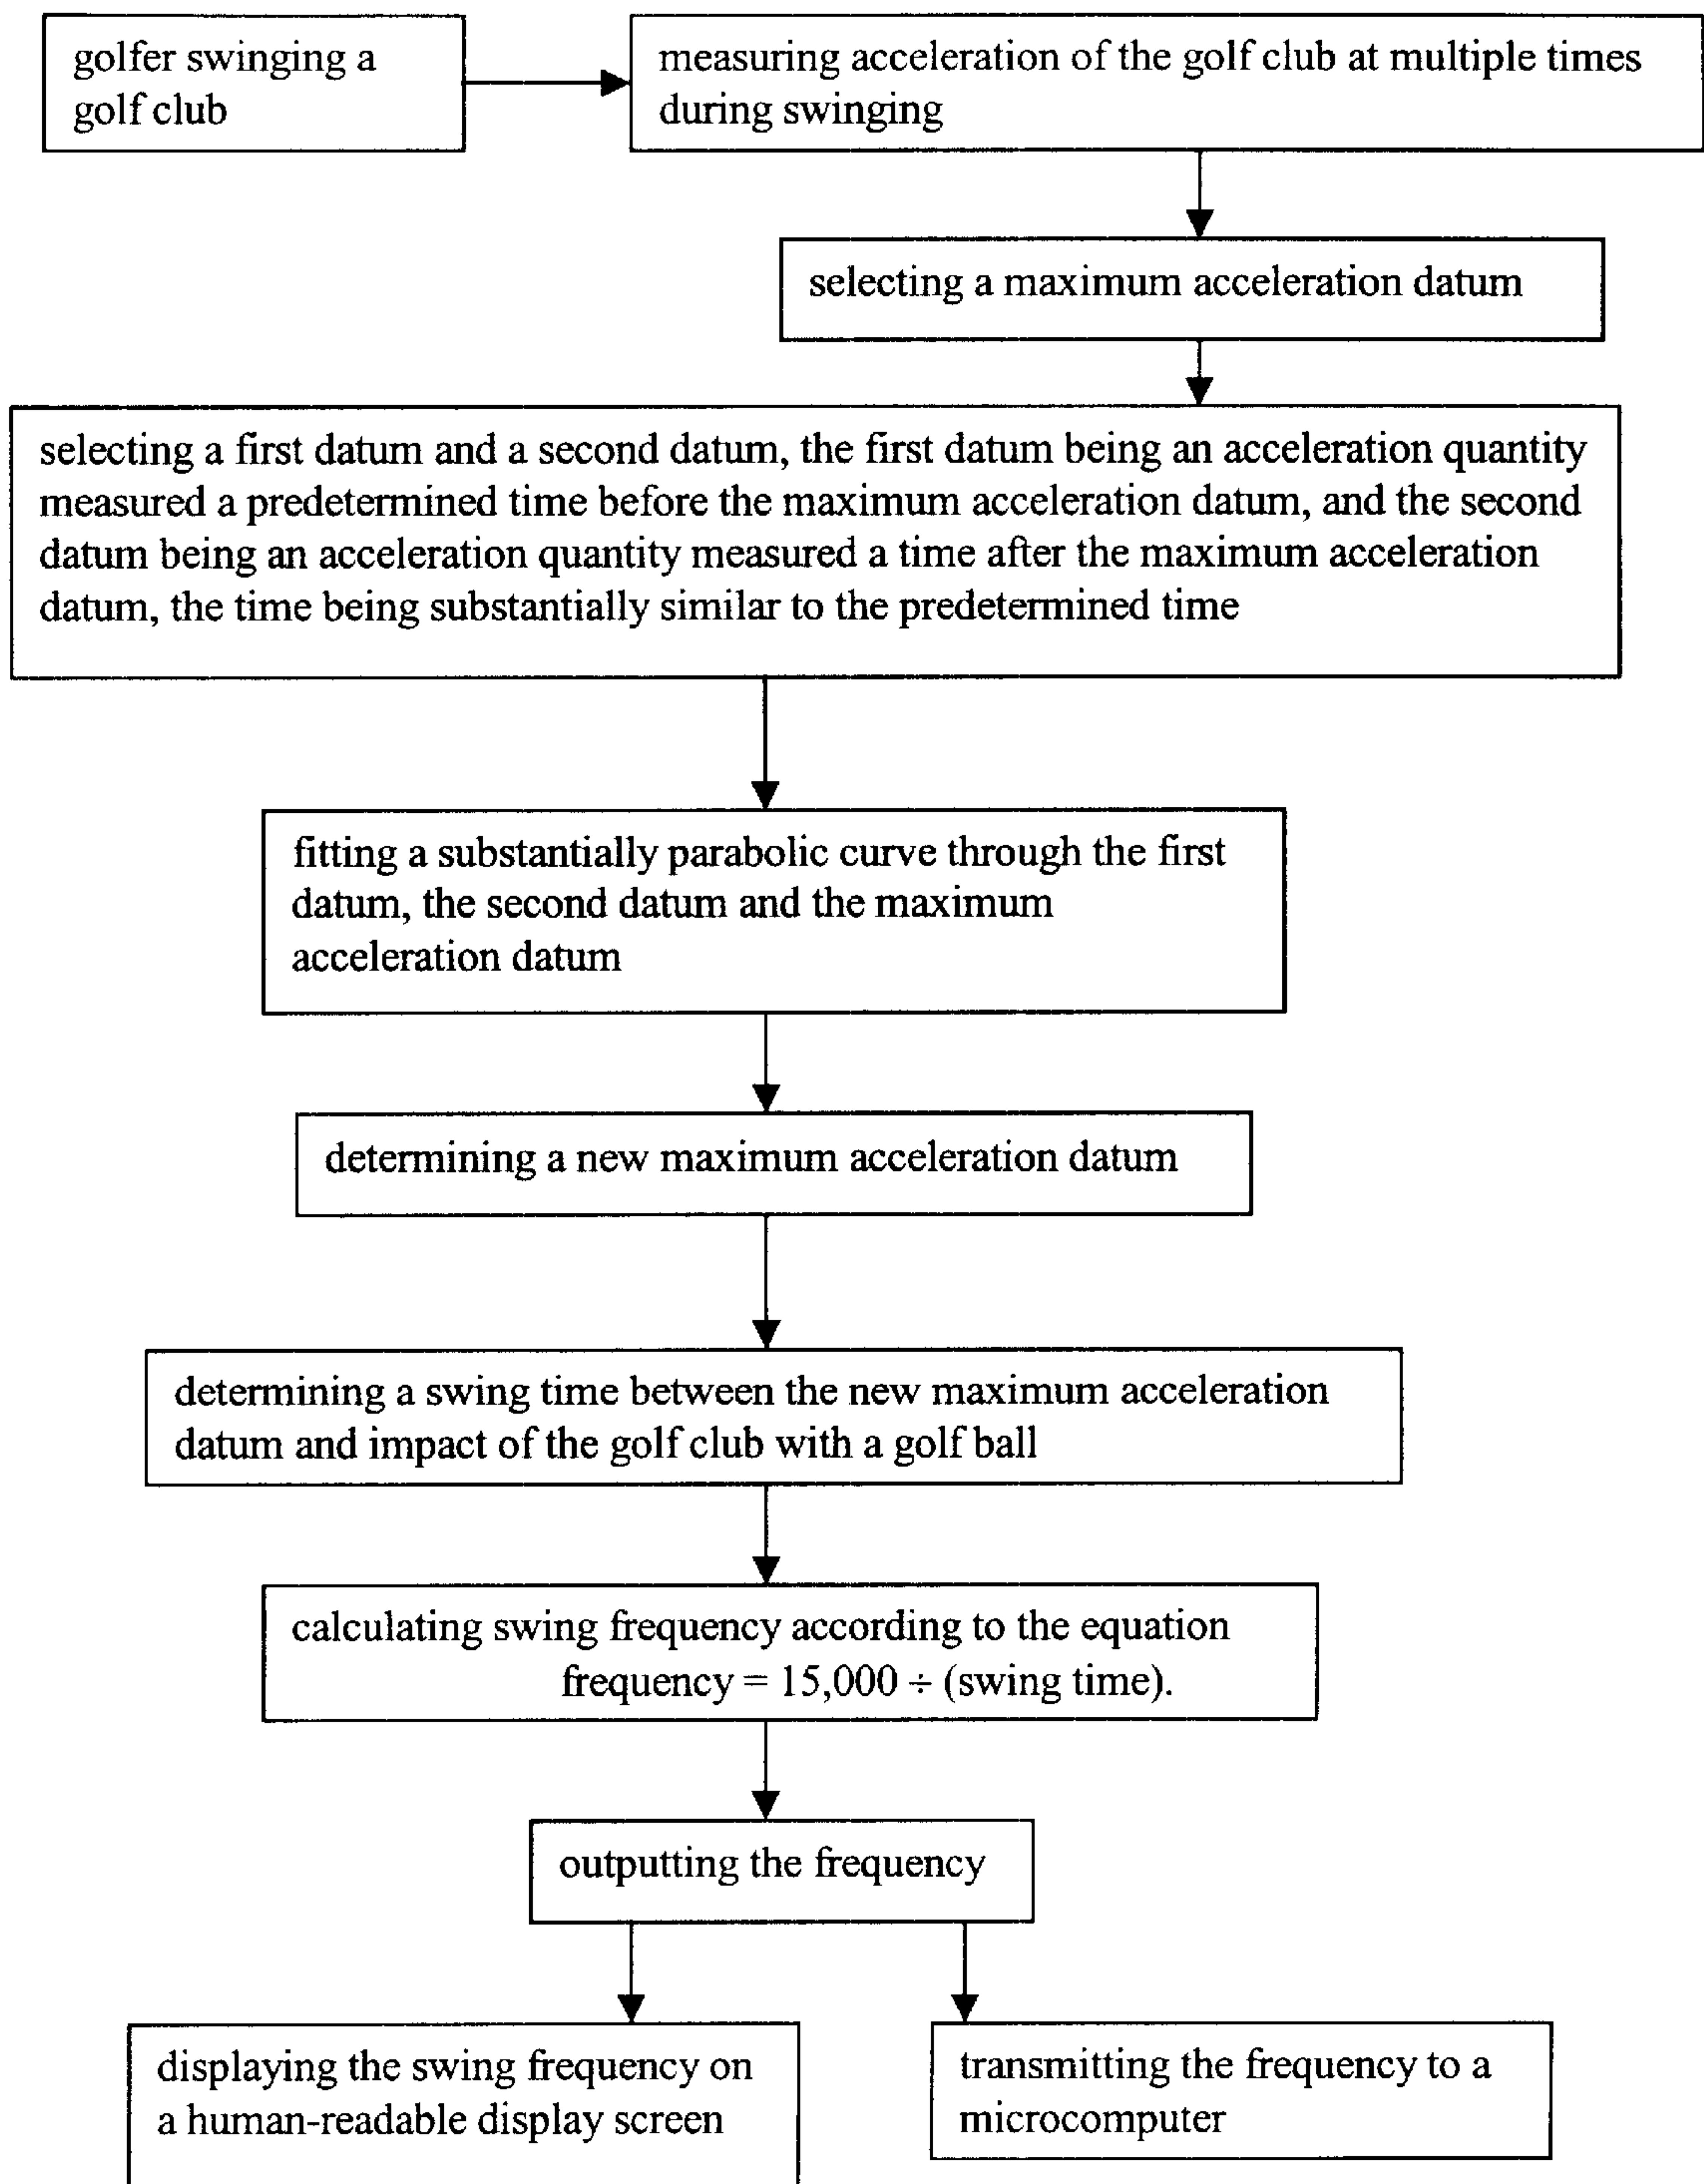 golfer swinging a
golf club
measuring acceleration of the golf club at multiple times
during swinging
selecting a maximum acceleration datum
selecting a first datum and a second datum, the first datum being an acceleration quantity
measured a predetermined time before the maximum acceleration datum, and the second
datum being an acceleration quantity measured a time after the maximum acceleration
datum, the time being substantially similar to the predetermined time
fitting a substantially parabolic curve through the first
datum, the second datum and the maximum
acceleration datum
determining a new maximum acceleration datum
determining a swing time between the new maximum acceleration
datum and impact of the golf club with a golf ball
calculating swing frequency according to the equation
frequency = 15,000 ÷ (swing time).
outputting the frequency
displaying the swing frequency on
a human-readable display screen
transmitting the frequency to a
microcomputer